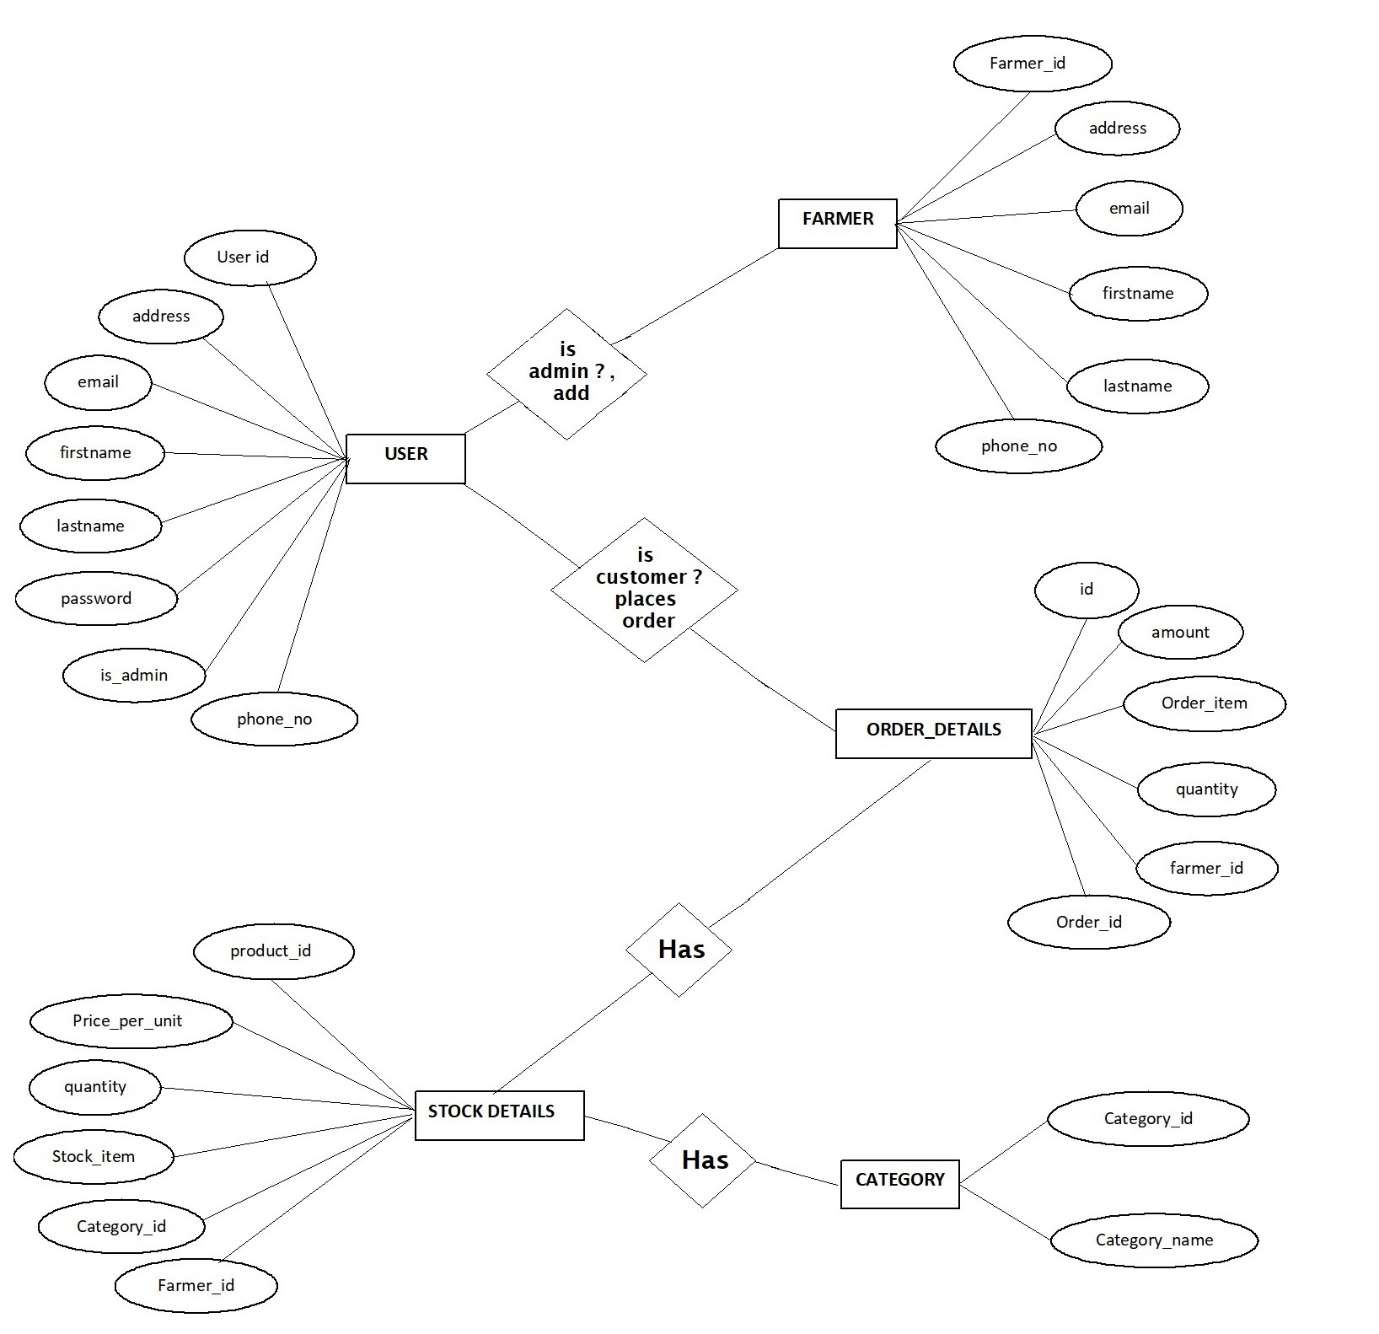 Farmer_id
address
FARMER
email
User id
firstname
address
is
admin ? ,
add
email
lastname
USER
firstname
phone_no
lastname
is
customer ?
places
order
password
id
amount
is_admin
Order_item
phone_no
ORDER_DETAILS
quantity
farmer_id
Order_id
product_id
Has
Price_per_unit
quantity
STOCK DETAILS
Category_id
Stock_item
Has
CATEGORY
Category_id
Category_name
Farmer_id